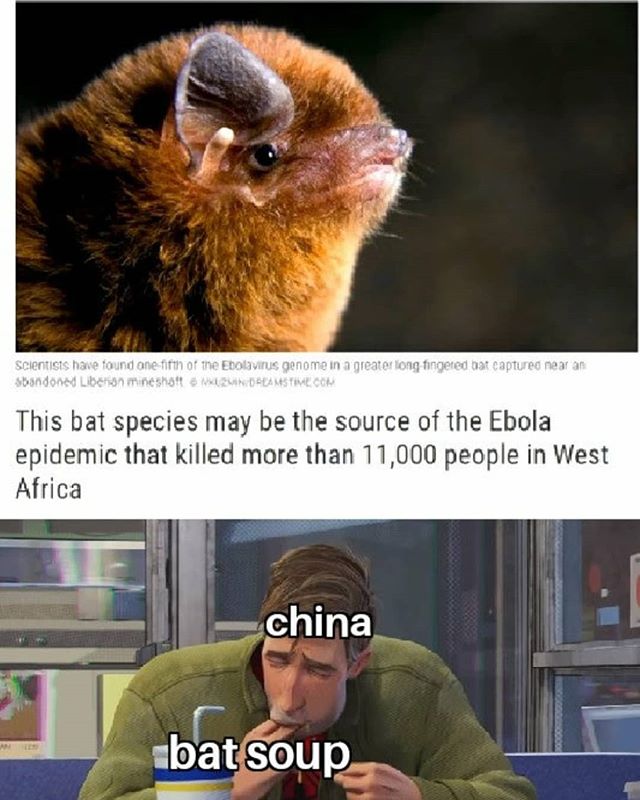 Scientists have found one-fifth of the Ebolavirus genome in a greater long-fingered bat captured near an
abandoned Liberian mineshaft. © MKUZMIN/DREAMSTIME.COM
This bat species may be the source of the Ebola
epidemic that killed more than 11,000 people in West
Africa
china
bat soup